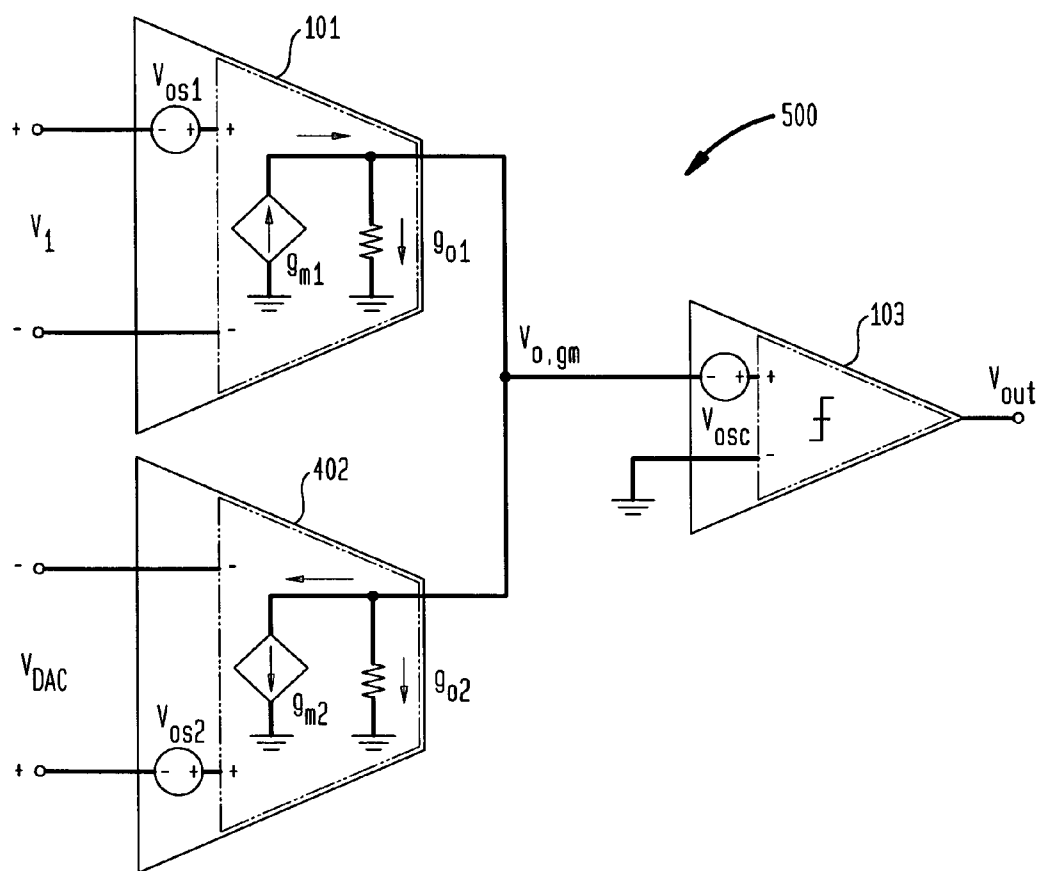 101
V_os1
500
+
-
+
+
V_1
g_m1
g_o1
-
-
103
V_o,gm
-
+
+
V_out
V_osc
-
402
-
-
V_DAC
g_m2
g_o2
V_os2
+
-
+
+